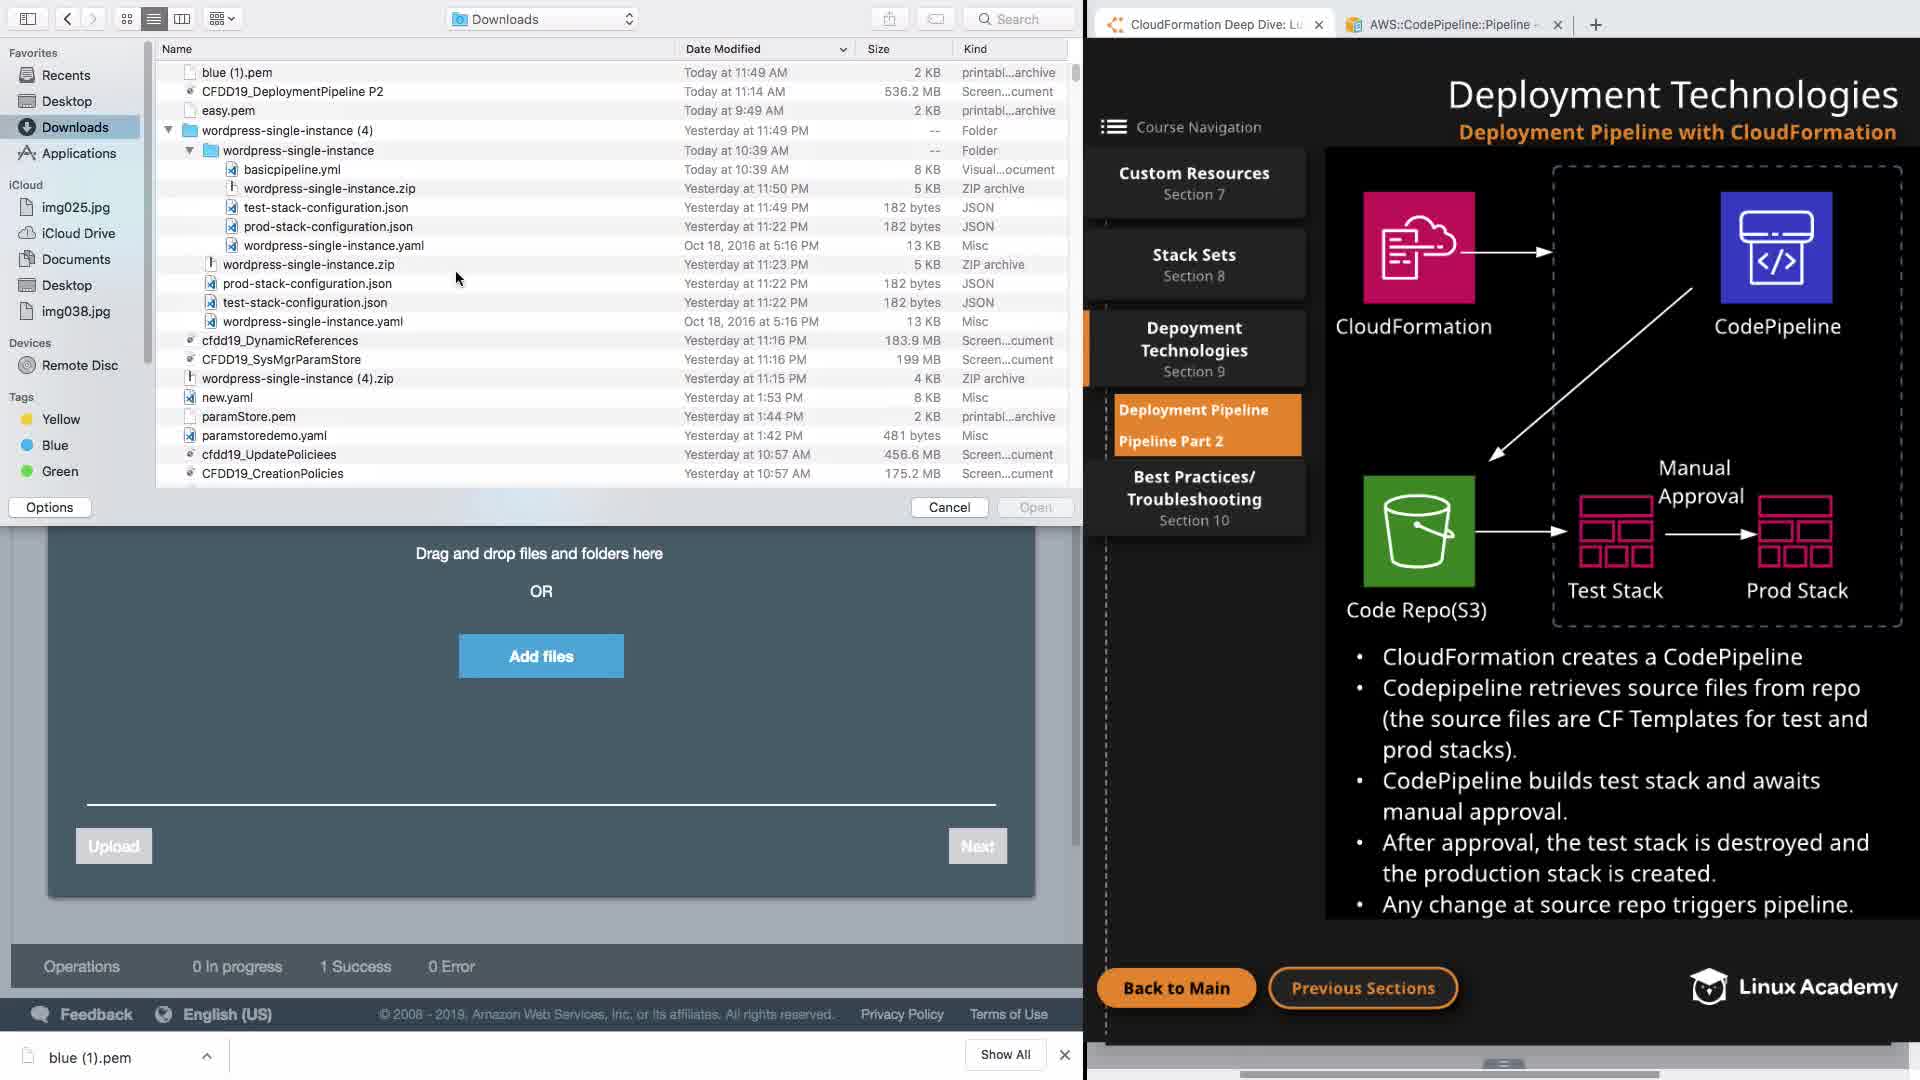 Downloads
Search
Favorites
Recents
Desktop
Downloads
Applications
iCloud
img025.jpg
iCloud Drive
Documents
Desktop
img038.jpg
Devices
Remote Disc
Tags
Yellow
Blue
Green
Name Date Modified Size Kind
blue (1).pem Today at 11:49 AM 2 KB printabl...archive
CFDD19_DeploymentPipeline P2 Today at 11:14 AM 536.2 MB Screen...cument
easy.pem Today at 9:49 AM 2 KB printabl...archive
wordpress-single-instance (4) Yesterday at 11:49 PM -- Folder
wordpress-single-instance Today at 10:39 AM -- Folder
basicpipeline.yml Today at 10:39 AM 8 KB Visual...ocument
wordpress-single-instance.zip Yesterday at 11:50 PM 5 KB ZIP archive
test-stack-configuration.json Yesterday at 11:49 PM 182 bytes JSON
prod-stack-configuration.json Yesterday at 11:22 PM 182 bytes JSON
wordpress-single-instance.yaml Oct 18, 2016 at 5:16 PM 13 KB Misc
wordpress-single-instance.zip Yesterday at 11:23 PM 5 KB ZIP archive
prod-stack-configuration.json Yesterday at 11:22 PM 182 bytes JSON
test-stack-configuration.json Yesterday at 11:22 PM 182 bytes JSON
wordpress-single-instance.yaml Oct 18, 2016 at 5:16 PM 13 KB Misc
cfdd19_DynamicReferences Yesterday at 11:16 PM 183.9 MB Screen...cument
CFDD19_SysMgrParamStore Yesterday at 11:16 PM 199 MB Screen...cument
wordpress-single-instance (4).zip Yesterday at 11:15 PM 4 KB ZIP archive
new.yaml Yesterday at 1:53 PM 8 KB Misc
paramStore.pem Yesterday at 1:44 PM 2 KB printabl...archive
paramstoredemo.yaml Yesterday at 1:42 PM 481 bytes Misc
cfdd19_UpdatePoliciees Yesterday at 10:57 AM 456.6 MB Screen...cument
CFDD19_CreationPolicies Yesterday at 10:57 AM 175.2 MB Screen...cument
Options Cancel Open
Drag and drop files and folders here
OR
Add files
Upload Next
Operations 0 In progress 1 Success 0 Error
Feedback English (US) © 2008 - 2019, Amazon Web Services, Inc. or its affiliates. All rights reserved. Privacy Policy Terms of Use
blue (1).pem Show All
CloudFormation Deep Dive: Lu AWS::CodePipeline::Pipeline -
Deployment Technologies
Deployment Pipeline with CloudFormation
Course Navigation
Custom Resources
Section 7
Stack Sets
Section 8
Depoyment
Technologies
Section 9
Deployment Pipeline
Pipeline Part 2
Best Practices/
Troubleshooting
Section 10
CloudFormation
CodePipeline
Manual
Approval
Code Repo(S3)
Test Stack
Prod Stack
• CloudFormation creates a CodePipeline
• Codepipeline retrieves source files from repo
(the source files are CF Templates for test and
prod stacks).
• CodePipeline builds test stack and awaits
manual approval.
• After approval, the test stack is destroyed and
the production stack is created.
• Any change at source repo triggers pipeline.
Back to Main Previous Sections
Linux Academy